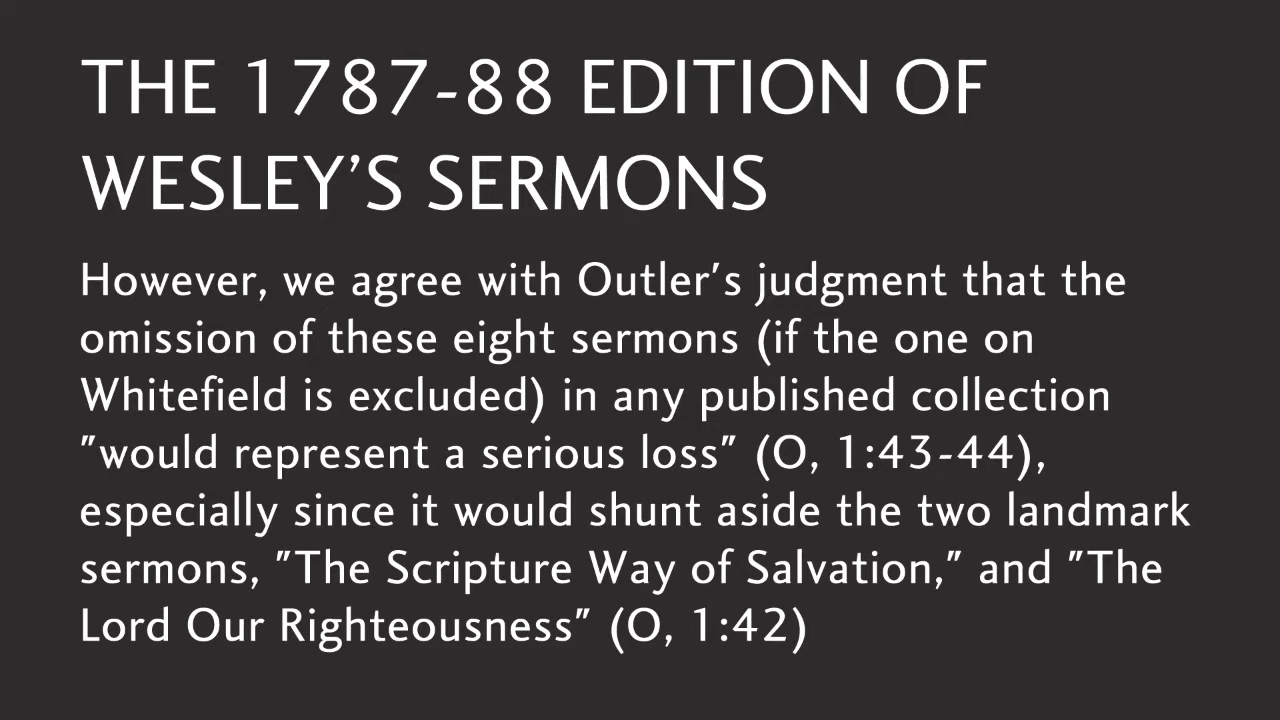 THE 1787-88 EDITION OF
WESLEY'S SERMONS
However, we agree with Outler's judgment that the
omission of these eight sermons (if the one on
Whitefield is excluded) in any published collection
"would represent a serious loss" (O, 1:43-44),
especially since it would shunt aside the two landmark
sermons, "The Scripture Way of Salvation," and "The
Lord Our Righteousness" (O, 1:42)